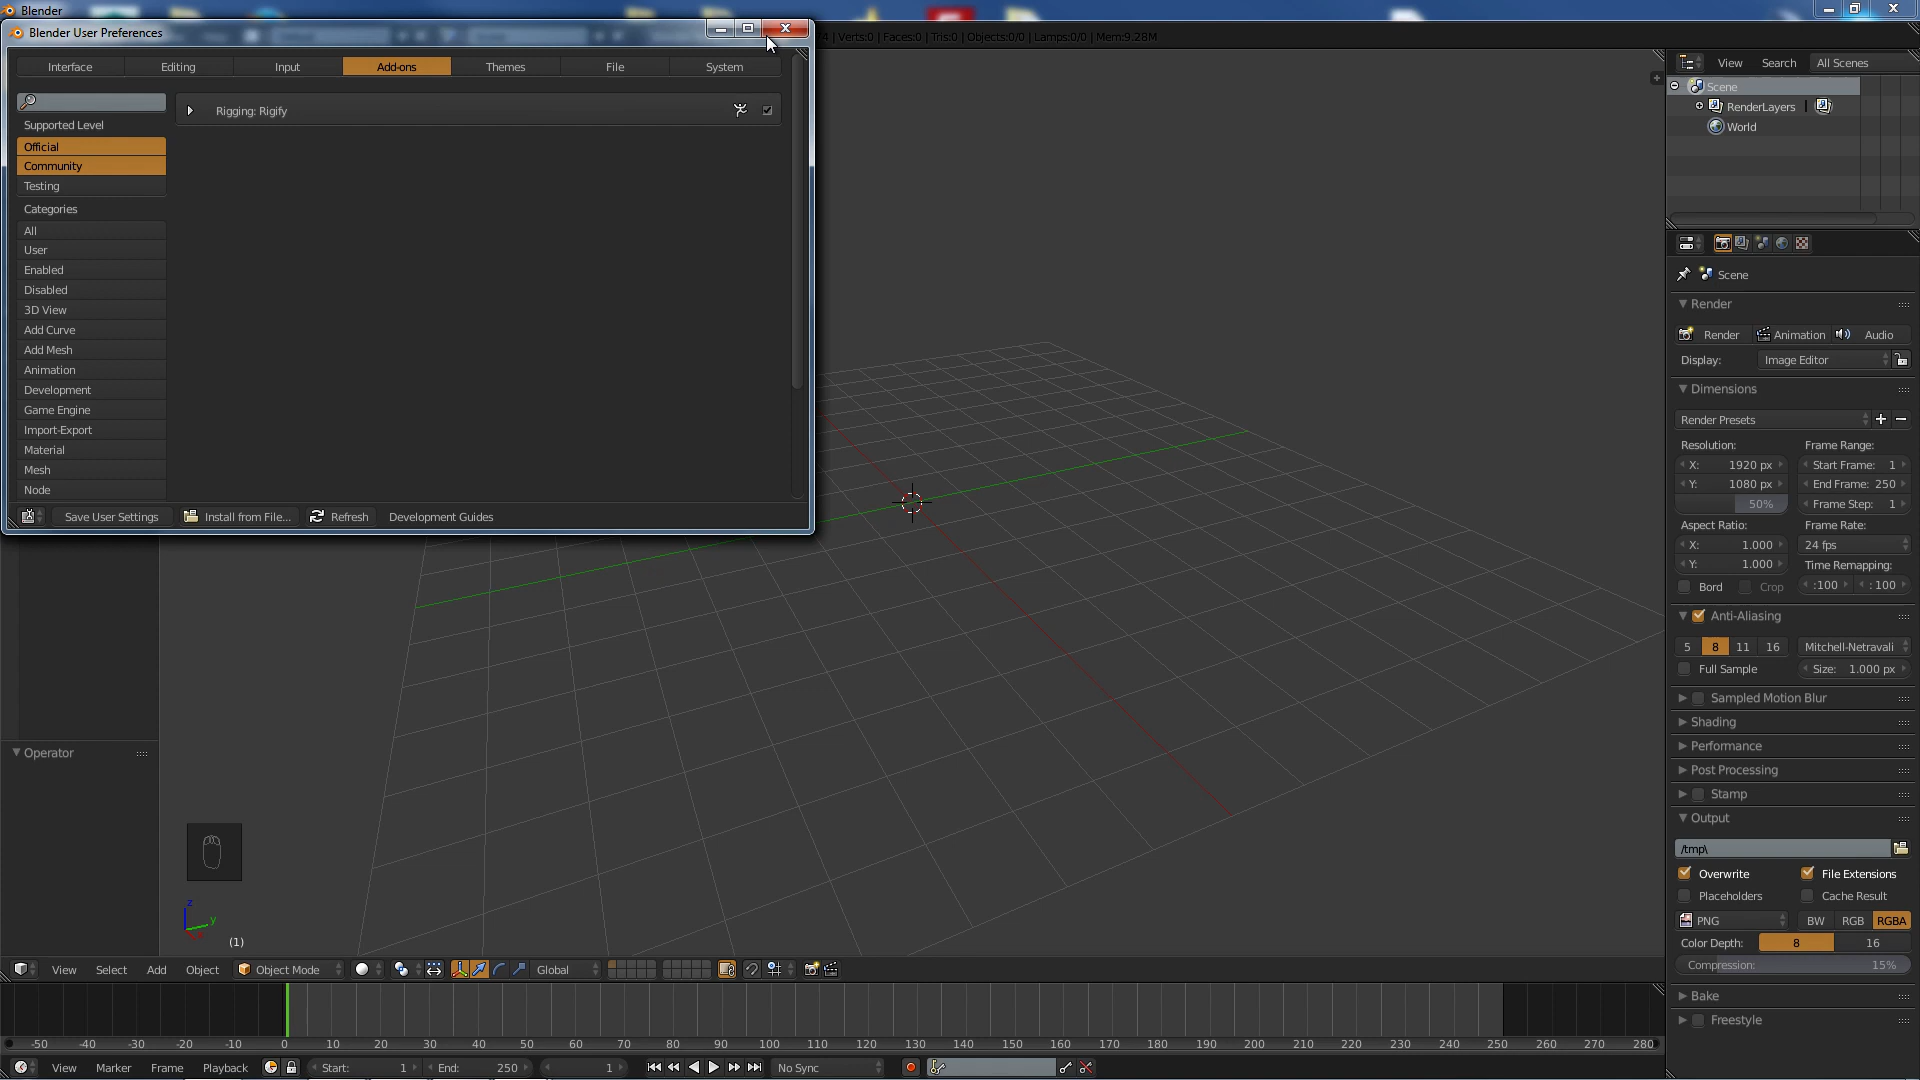 Blender
Blender User Preferences
Interface
Editing
Input
Add-ons
Themes
File
System
Supported Level
Official
Community
Testing
Categories
All
User
Enabled
Disabled
3D View
Add Curve
Add Mesh
Animation
Development
Game Engine
Import-Export
Material
Mesh
Node
Rigging: Rigify
Save User Settings
Install from File...
Refresh
Development Guides
| Verts:0 | Faces:0 | Tris:0 | Objects:0/0 | Lamps:0/0 | Mem:9.28M
View
Search
All Scenes
Scene
RenderLayers
World
Scene
Render
Render
Animation
Audio
Display:
Image Editor
Dimensions
Render Presets
Resolution:
Frame Range:
X: 1920 px
Start Frame: 1
Y: 1080 px
End Frame: 250
50%
Frame Step: 1
Aspect Ratio:
Frame Rate:
X: 1.000
24 fps
Y: 1.000
Time Remapping:
Bord
Crop
:100
: 100
Anti-Aliasing
5
8
11
16
Mitchell-Netravali
Full Sample
Size: 1.000 px
Sampled Motion Blur
Shading
Performance
Post Processing
Stamp
Output
/tmp\
Overwrite
File Extensions
Placeholders
Cache Result
PNG
BW
RGB
RGBA
Color Depth:
8
16
Compression: 15%
Bake
Freestyle
Operator
z
y
(1)
View
Select
Add
Object
Object Mode
Global
-50 -40 -30 -20 -10 0 10 20 30 40 50 60 70 80 90 100 110 120 130 140 150 160 170 180 190 200 210 220 230 240 250 260 270 280
View
Marker
Frame
Playback
Start: 1
End: 250
1
No Sync